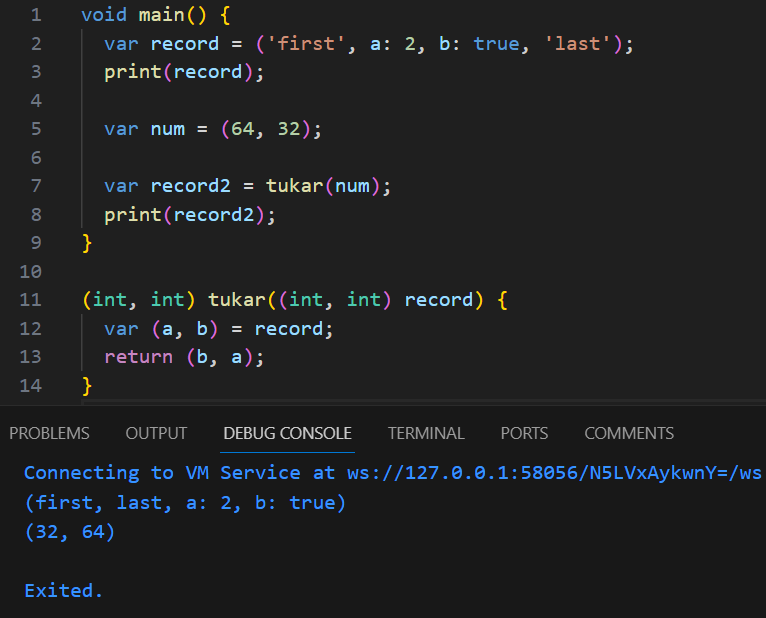 1 void main() {
2 var record = ('first', a: 2, b: true, 'last');
3 print(record);
4
5 var num = (64, 32);
6
7 var record2 = tukar(num);
8 print(record2);
9 }
10
11 (int, int) tukar((int, int) record) {
12 var (a, b) = record;
13 return (b, a);
14 }
PROBLEMS OUTPUT DEBUG CONSOLE TERMINAL PORTS COMMENTS
Connecting to VM Service at ws://127.0.0.1:58056/N5LVxAykwnY=/ws
(first, last, a: 2, b: true)
(32, 64)
Exited.